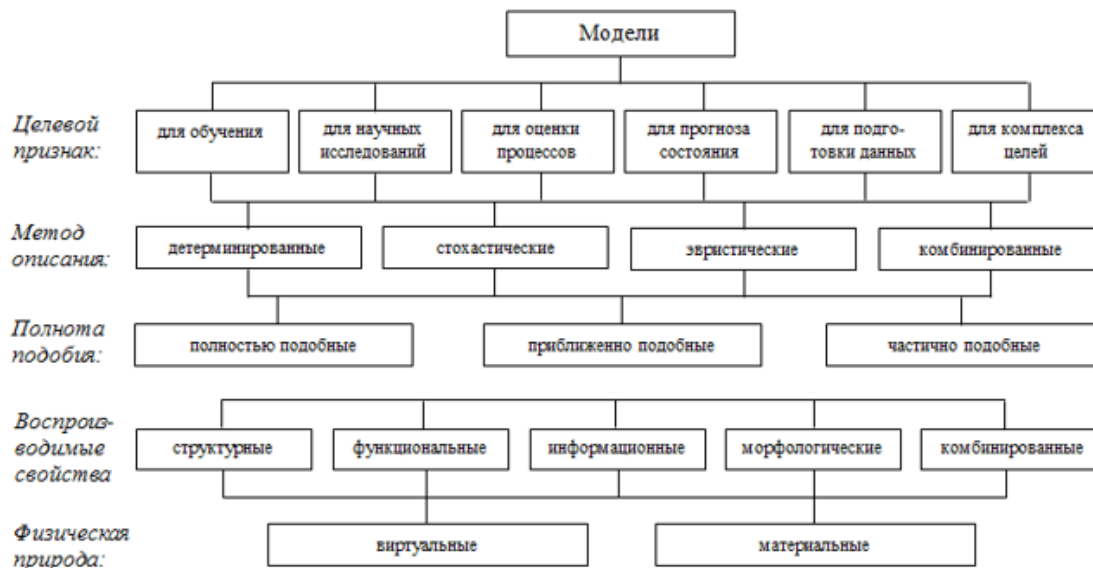 Модели
Целевой
признак:
для обучения
для научных
исследований
для оценки
процессов
для прогноза
состояния
для подго-
товки данных
для комплекса
целей
Метод
описания:
детерминированные
стохастические
эвристические
комбинированные
Полнота
подобия:
полностью подобные
приближенно подобные
частично подобные
Воспроиз-
водимые
свойства
структурные
функциональные
информационные
морфологические
комбинированные
Физическая
природа:
виртуальные
материальные